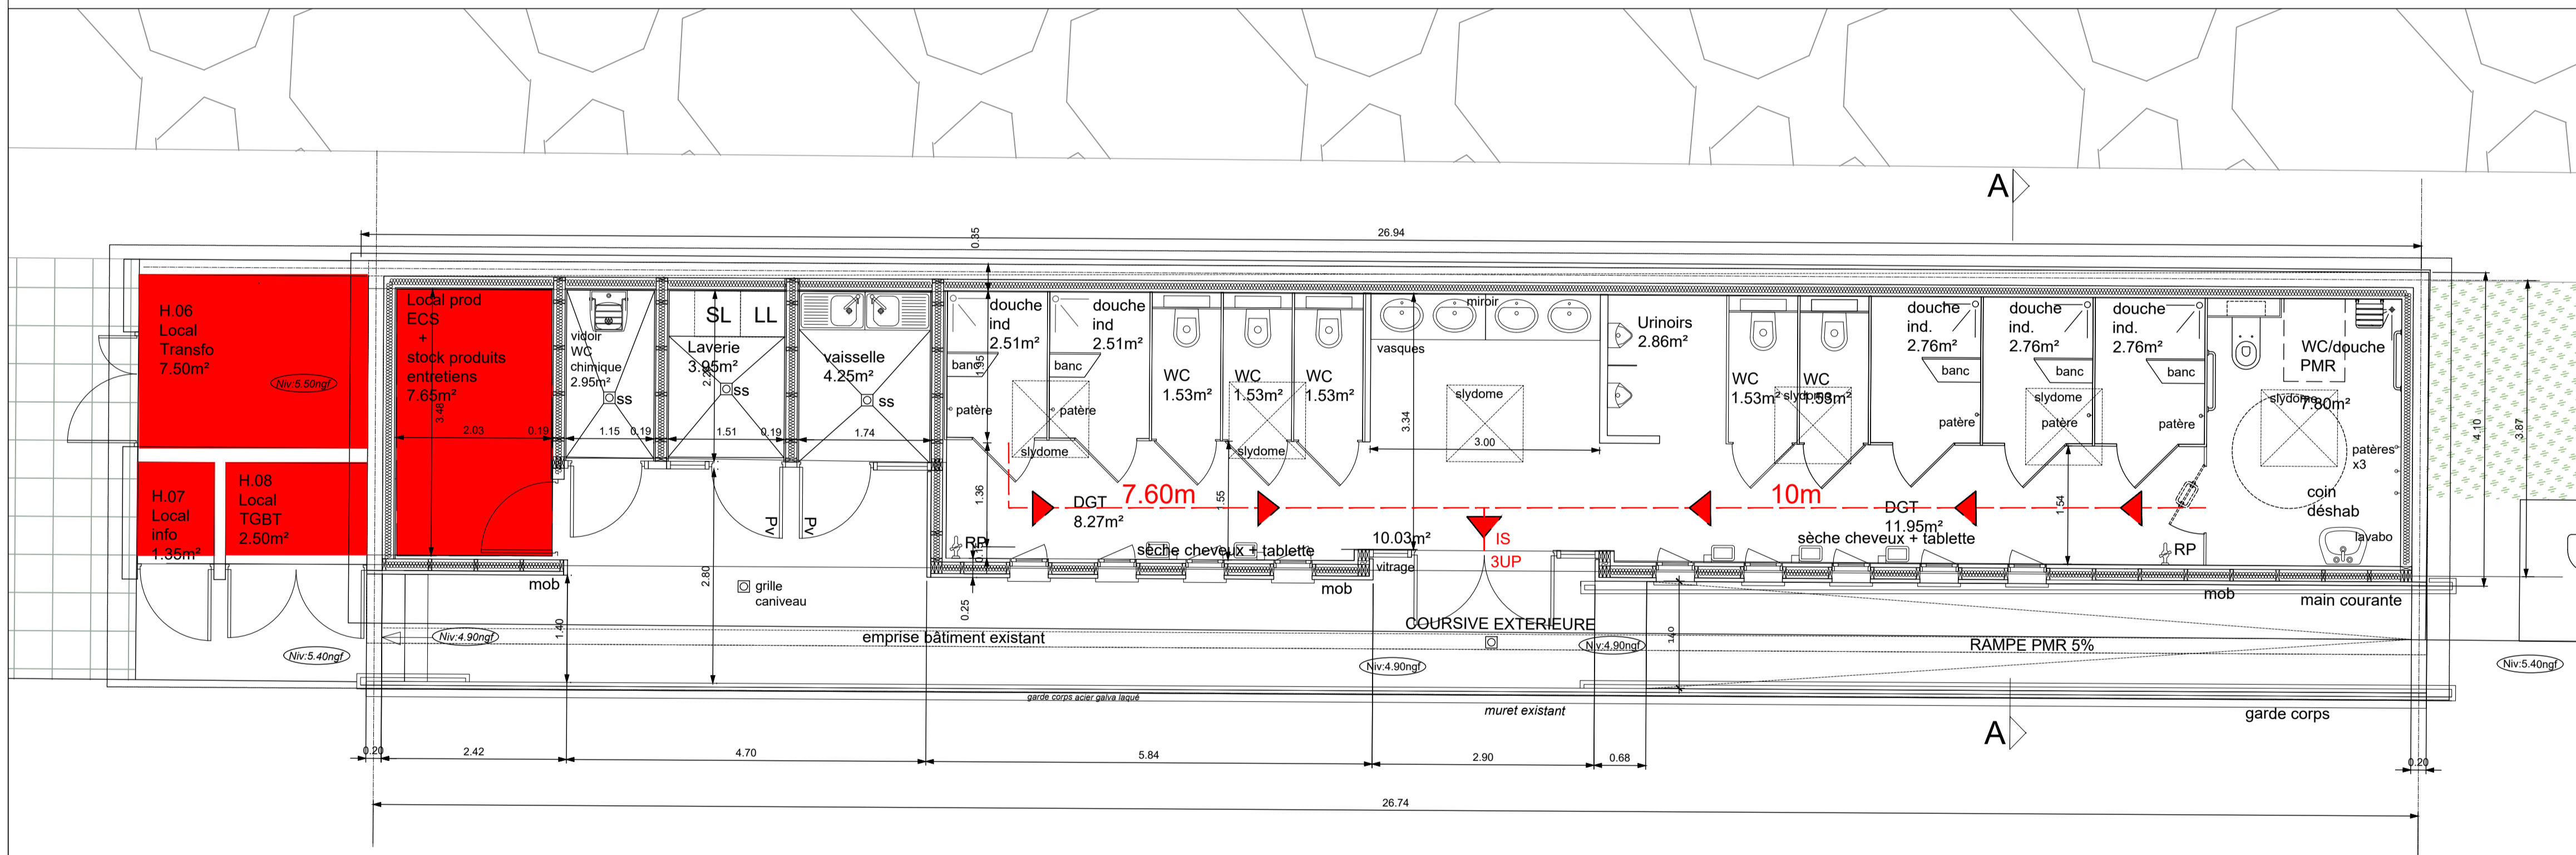 A
26.94
0.35
H.06
Local
Transfo
7.50m²
Niv:5.50ngf
Local prod
ECS
+
stock produits
entretiens
7.65m²
3.48
2.03
0.19
vidoir
WC
chimique
2.95m²
ss
1.15
0.19
SL
LL
Laverie
3.95m²
ss
1.51
0.19
vaisselle
4.25m²
ss
1.74
douche
ind
2.51m²
banc
patère
1.95
douche
ind
2.51m²
banc
patère
slydome
WC
1.53m²
WC
1.53m²
slydome
WC
1.53m²
miroir
vasques
slydome
3.34
3.00
Urinoirs
2.86m²
WC
1.53m²
WC
1.53m²
slydome
douche
ind.
2.76m²
banc
patère
douche
ind.
2.76m²
banc
slydome
patère
douche
ind.
2.76m²
banc
patère
WC/douche
PMR
slydome
7.80m²
patères
x3
coin
déshab
lavabo
4.10
3.87
H.07
Local
info
1.35m²
H.08
Local
TGBT
2.50m²
Pv
Pv
1.36
DGT
8.27m²
7.60m
1.55
RP
sèche cheveux + tablette
10.03m²
vitrage
IS
3UP
10m
DGT
11.95m²
sèche cheveux + tablette
1.54
RP
mob
2.80
grille
caniveau
0.25
mob
mob
main courante
1.40
Niv:4.90ngf
emprise bâtiment existant
COURSIVE EXTERIEURE
Niv:4.90ngf
Niv:4.90ngf
RAMPE PMR 5%
Niv:5.40ngf
Niv:5.40ngf
garde corps acier galva laqué
muret existant
garde corps
A
0.20
2.42
4.70
5.84
2.90
0.68
0.20
26.74